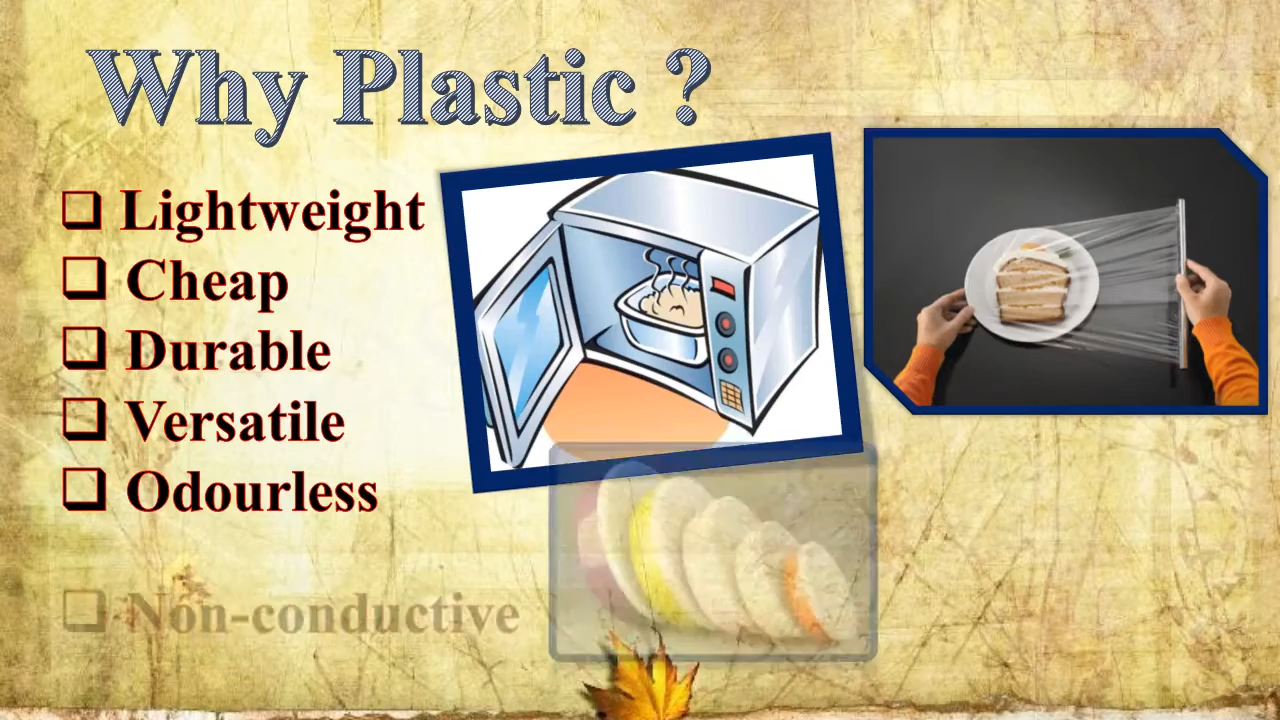 Why Plastic ?
❑ Lightweight
❑ Cheap
❑ Durable
❑ Versatile
❑ Odourless
❑ Non-conductive